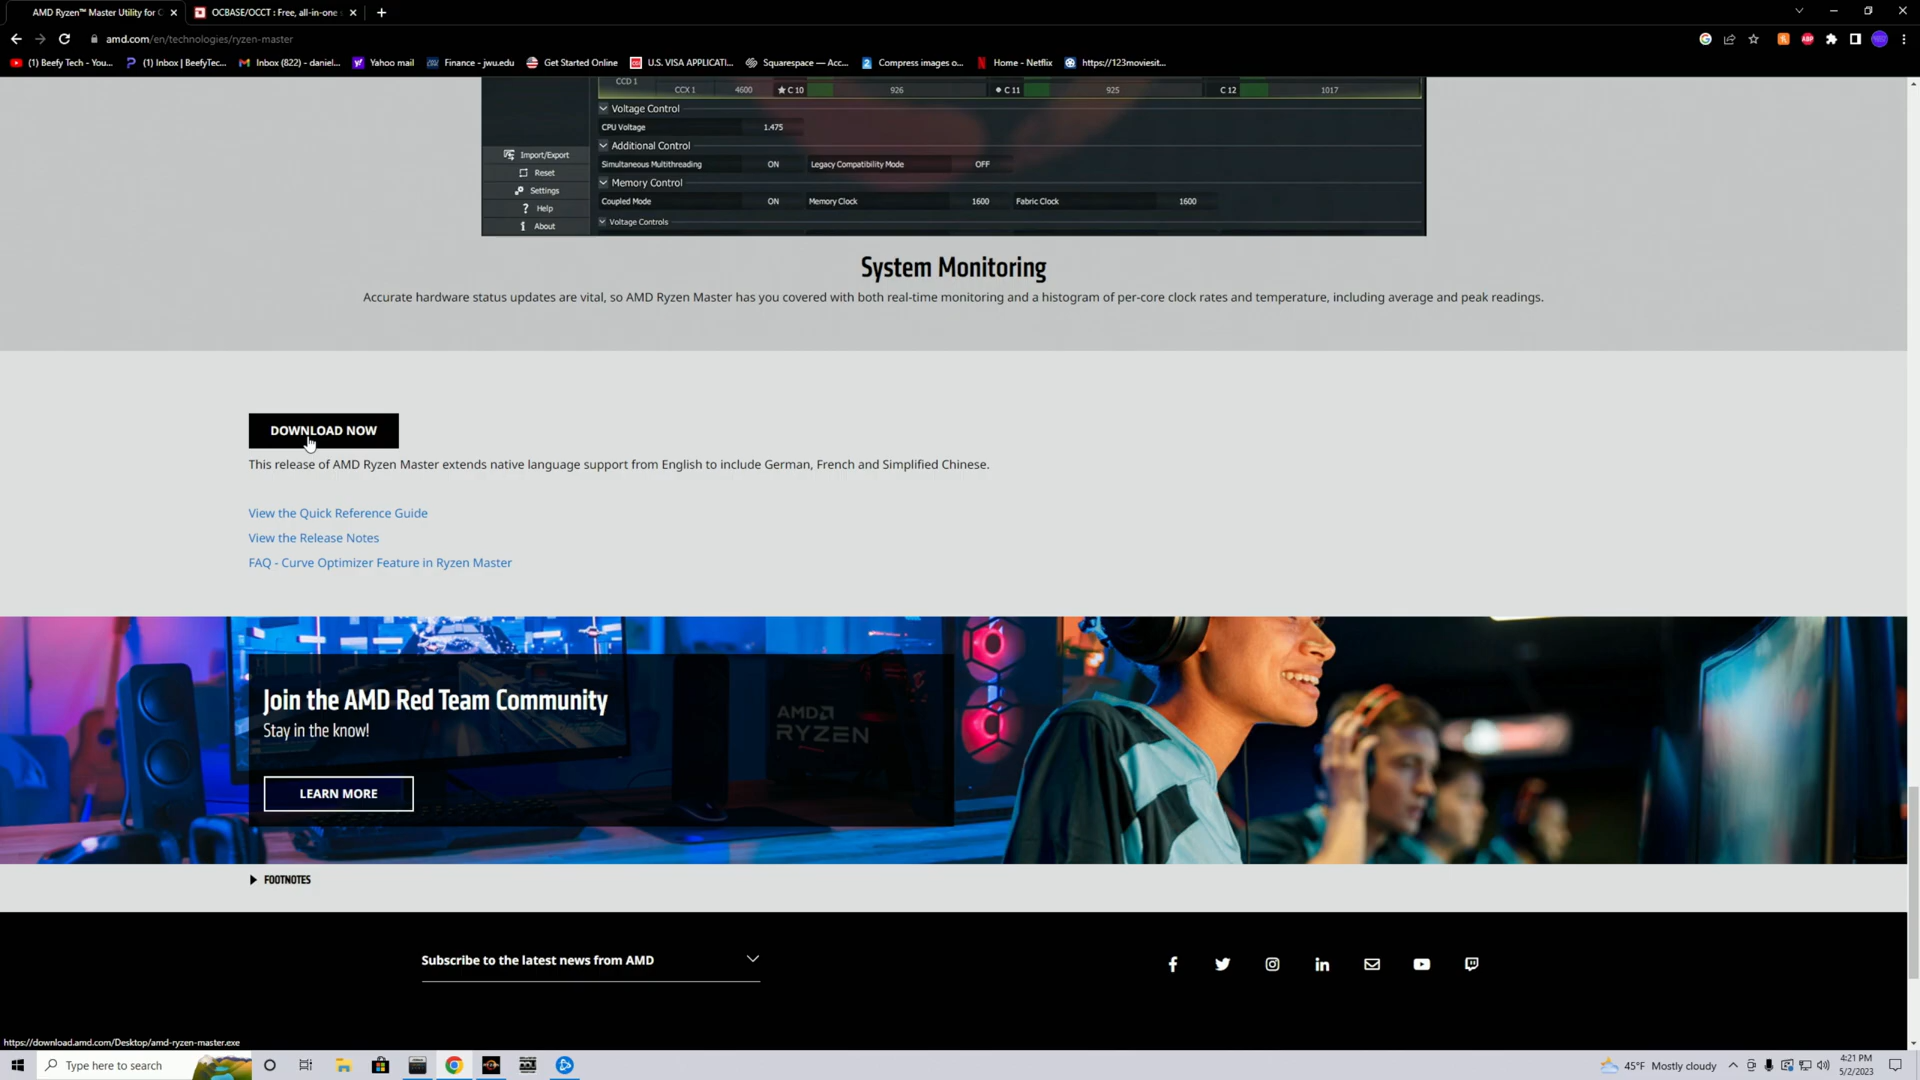 AMD Ryzen™ Master Utility for C
OCBASE/OCCT : Free, all-in-one
amd.com/en/technologies/ryzen-master
(1) Beefy Tech - You...
(1) Inbox | BeefyTec...
Inbox (822) - daniel...
Yahoo mail
Finance - jwu.edu
Get Started Online
U.S. VISA APPLICATI...
Squarespace — Acc...
Compress images o...
Home - Netflix
https://123moviesit...
CCD 1
CCX 1 4600 C 10 926 C 11 925 C 12 1017
Voltage Control
CPU Voltage 1.475
Additional Control
Simultaneous Multithreading ON Legacy Compatibility Mode OFF
Memory Control
Coupled Mode ON Memory Clock 1600 Fabric Clock 1600
Voltage Controls
Import/Export
Reset
Settings
Help
About
System Monitoring
Accurate hardware status updates are vital, so AMD Ryzen Master has you covered with both real-time monitoring and a histogram of per-core clock rates and temperature, including average and peak readings.
DOWNLOAD NOW
This release of AMD Ryzen Master extends native language support from English to include German, French and Simplified Chinese.
View the Quick Reference Guide
View the Release Notes
FAQ - Curve Optimizer Feature in Ryzen Master
Join the AMD Red Team Community
Stay in the know!
LEARN MORE
AMD
RYZEN
FOOTNOTES
Subscribe to the latest news from AMD
https://download.amd.com/Desktop/amd-ryzen-master.exe
Type here to search
45°F Mostly cloudy
4:21 PM
5/2/2023